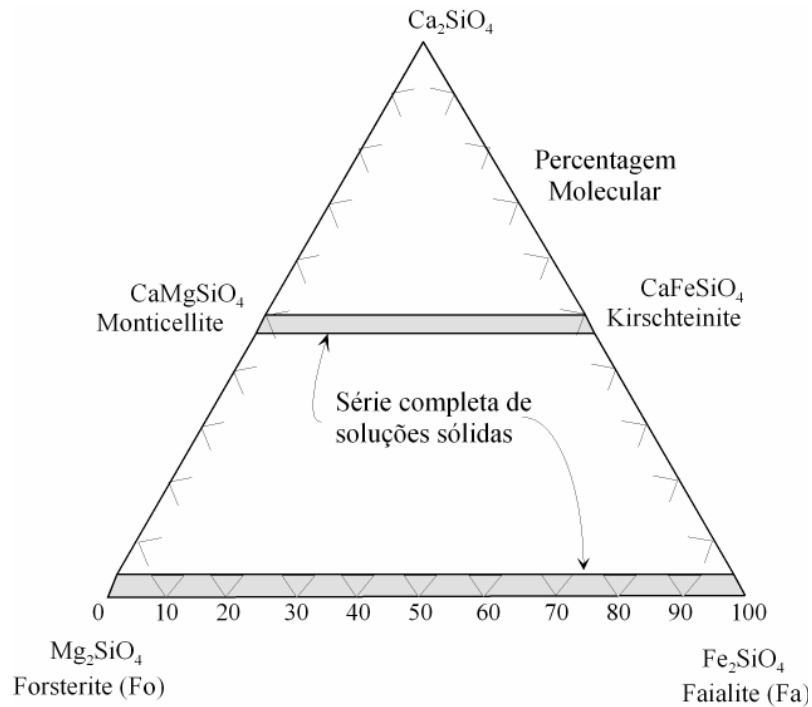 Ca₂SiO₄
Percentagem
Molecular
CaMgSiO₄
Monticellite
CaFeSiO₄
Kirschteinite
Série completa de
soluções sólidas
0 10 20 30 40 50 60 70 80 90 100
Mg₂SiO₄
Forsterite (Fo)
Fe₂SiO₄
Faialite (Fa)